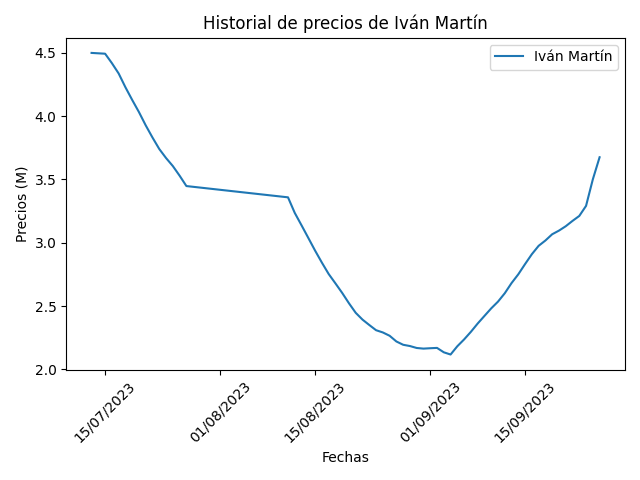 Historial de precios de Iván Martín
Iván Martín
Precios (M)
4.5
4.0
3.5
3.0
2.5
2.0
15/07/2023
01/08/2023
15/08/2023
01/09/2023
15/09/2023
Fechas